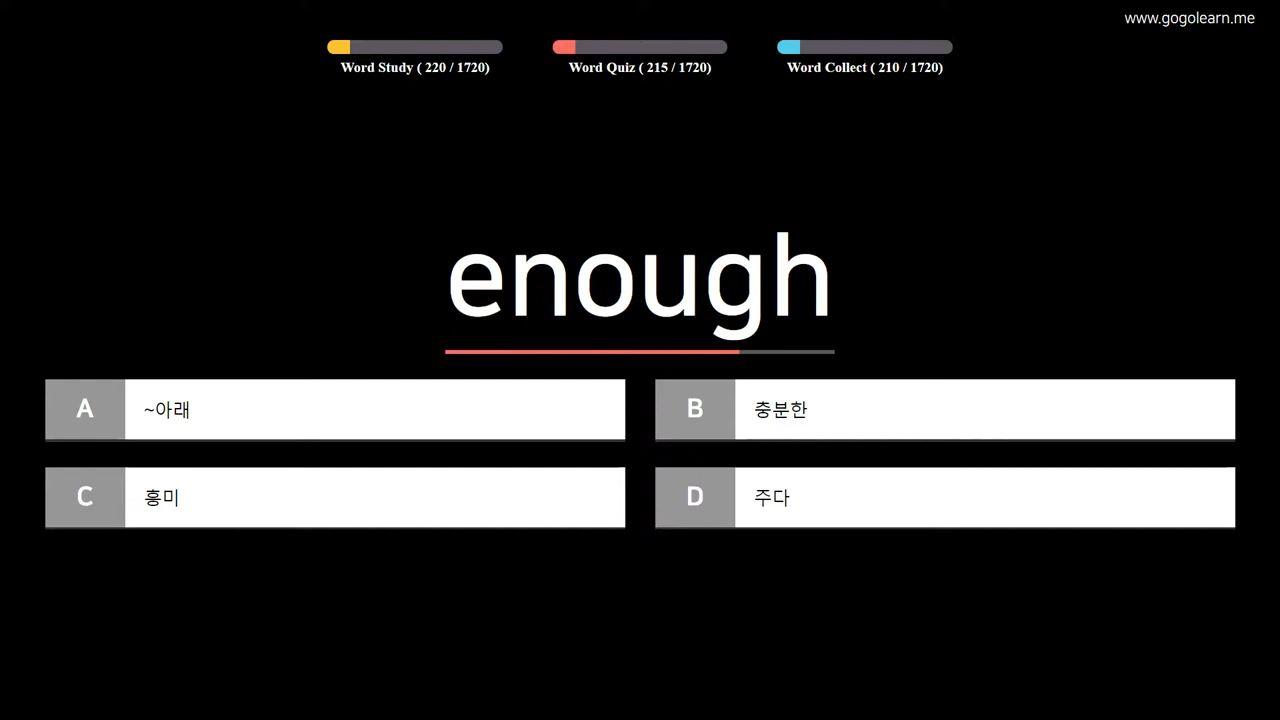 www.gogolearn.me
Word Study ( 220 / 1720)
Word Quiz ( 215 / 1720)
Word Collect ( 210 / 1720)
enough
A ~아래
B 충분한
C 흥미
D 주다